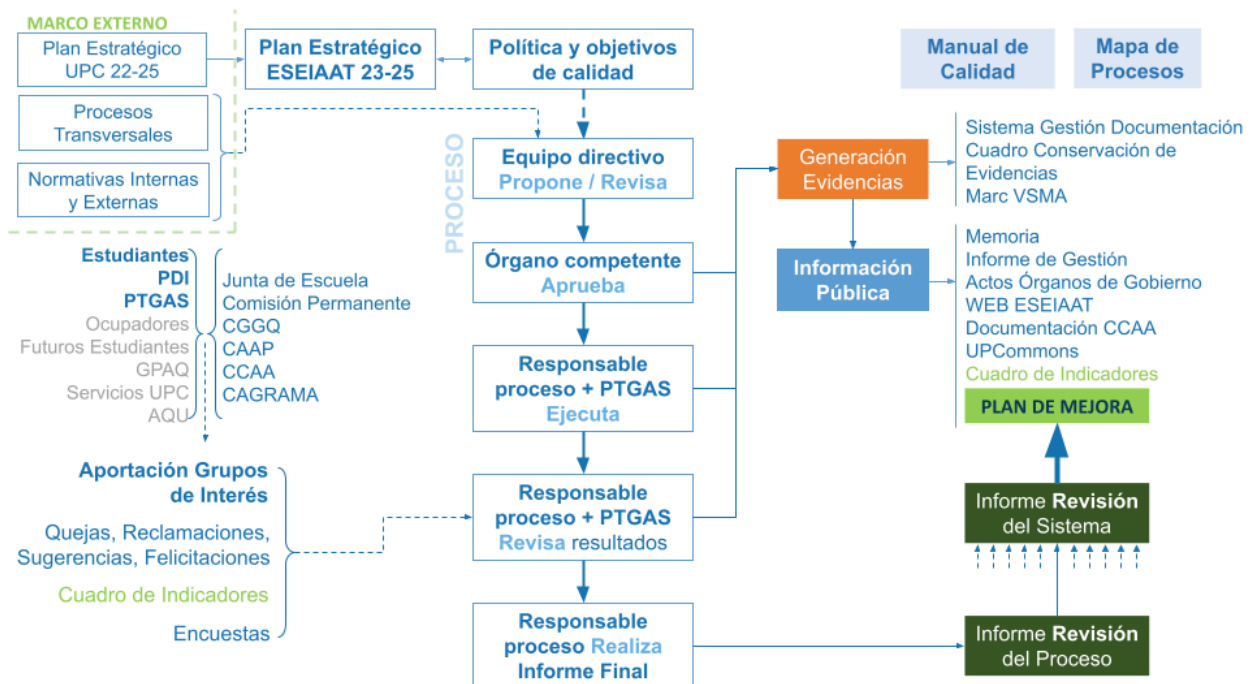 MARCO EXTERNO
Plan Estratégico
UPC 22-25
Plan Estratégico
ESEIAAT 23-25
Política y objetivos
de calidad
Manual de
Calidad
Mapa de
Procesos
Procesos
Transversales
Normativas Internas
y Externas
PROCESO
Equipo directivo
Propone / Revisa
Órgano competente
Aprueba
Responsable
proceso + PTGAS
Ejecuta
Responsable
proceso + PTGAS
Revisa resultados
Responsable
proceso Realiza
Informe Final
Generación
Evidencias
Sistema Gestión Documentación
Cuadro Conservación de
Evidencias
Marc VSMA
Información
Pública
Memoria
Informe de Gestión
Actos Órganos de Gobierno
WEB ESEIAAT
Documentación CCAA
UPCommons
Cuadro de Indicadores
PLAN DE MEJORA
Informe Revisión
del Sistema
Informe Revisión
del Proceso
Estudiantes
PDI
PTGAS
Ocupadores
Futuros Estudiantes
GPAQ
Servicios UPC
AQU
Junta de Escuela
Comisión Permanente
CGGQ
CAAP
CCAA
CAGRAMA
Aportación Grupos
de Interés
Quejas, Reclamaciones,
Sugerencias, Felicitaciones
Cuadro de Indicadores
Encuestas